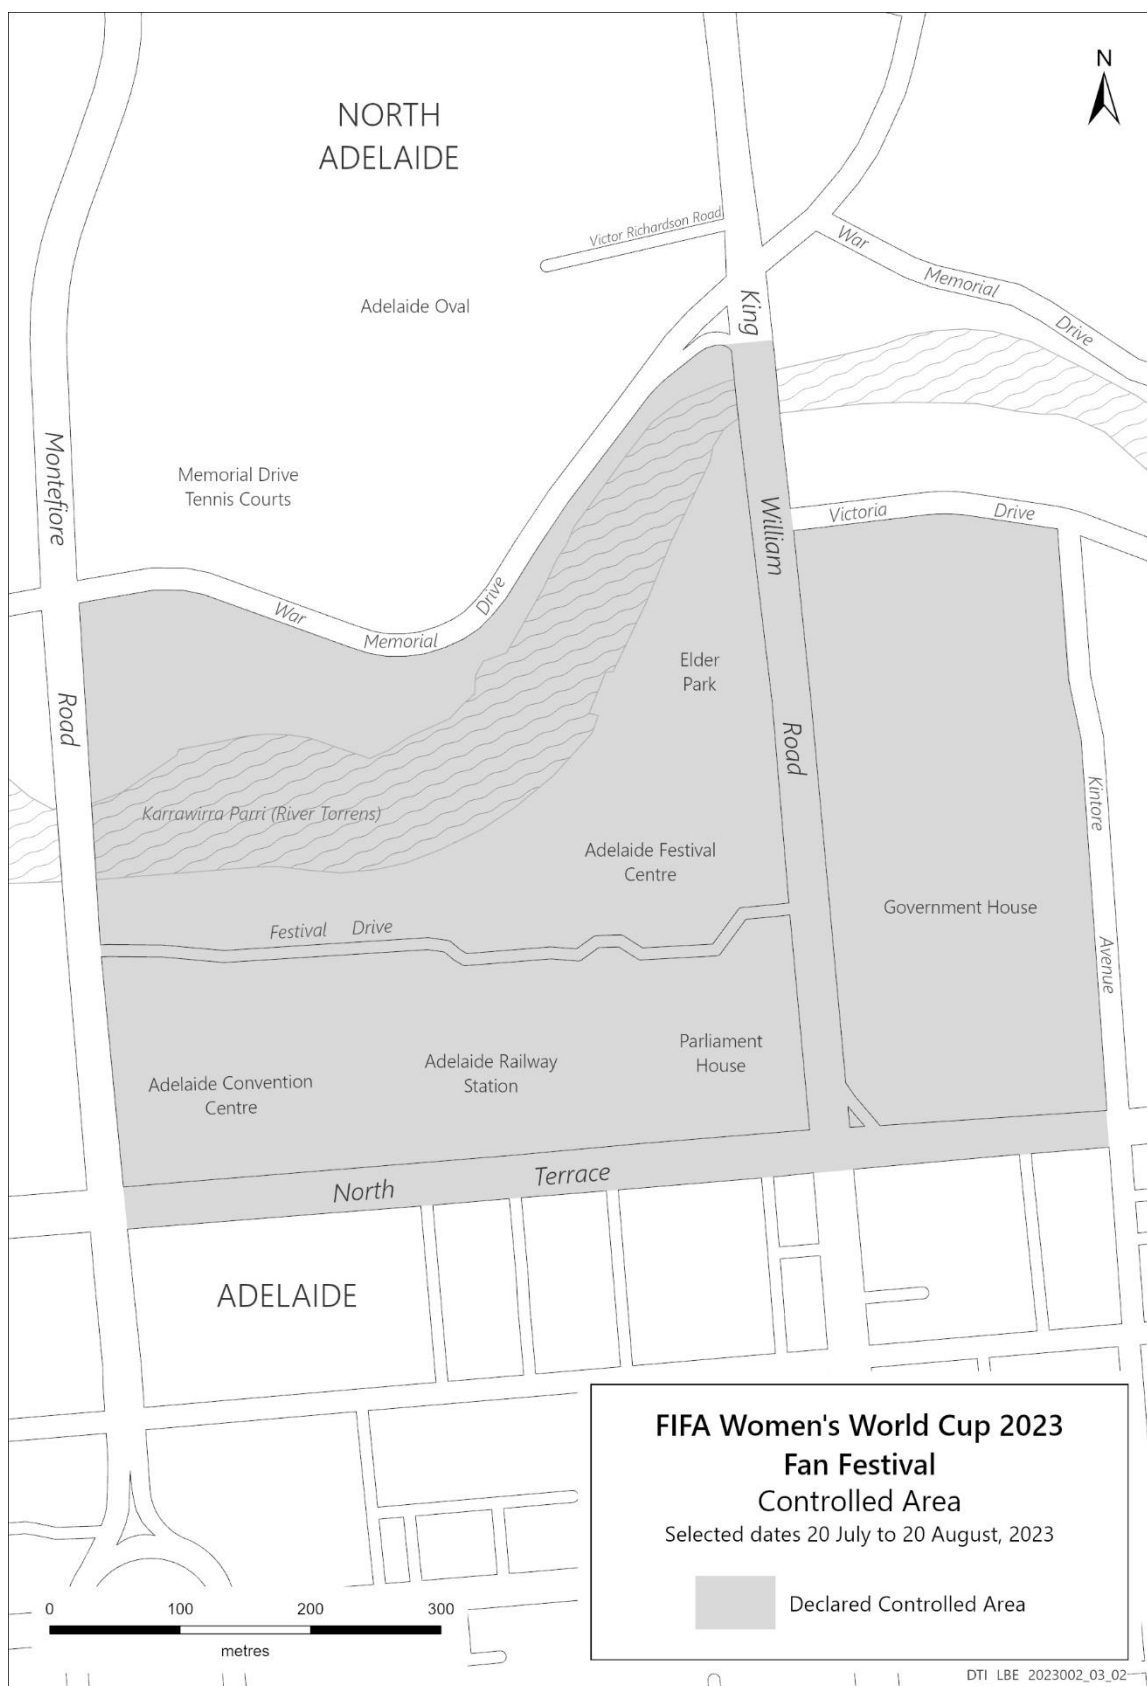 N
NORTH
ADELAIDE
Victor Richardson Road
War Memorial Drive
Adelaide Oval
King William Road
Montefiore Road
Memorial Drive
Tennis Courts
Victoria Drive
War Memorial Drive
Elder
Park
Kintore Avenue
Karrawirra Parri (River Torrens)
Adelaide Festival
Centre
Government House
Festival Drive
Parliament
House
Adelaide Railway
Station
Adelaide Convention
Centre
North Terrace
ADELAIDE
FIFA Women's World Cup 2023
Fan Festival
Controlled Area
Selected dates 20 July to 20 August, 2023
Declared Controlled Area
0 100 200 300
metres
DTI LBE 2023002_03_02